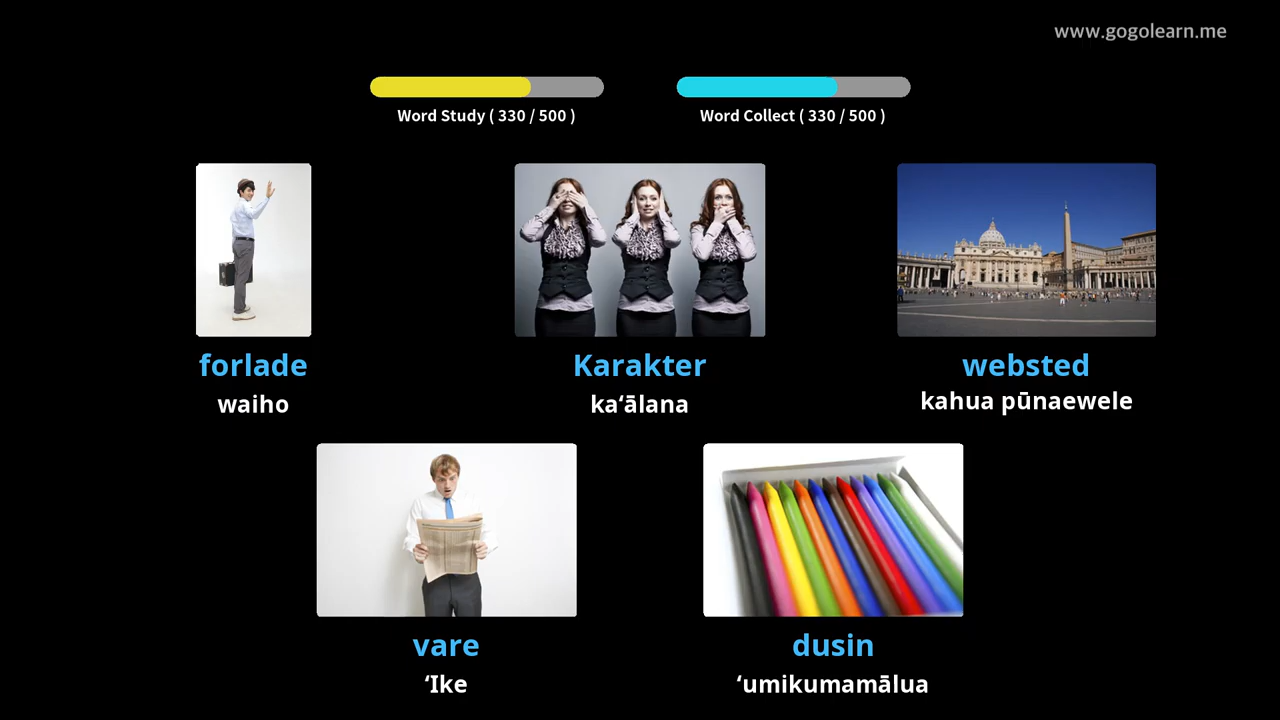 www.gogolearn.me
Word Study ( 330 / 500 )
Word Collect ( 330 / 500 )
forlade
waiho
Karakter
kaʻālana
websted
kahua pūnaewele
vare
ʻIke
dusin
ʻumikumamālua